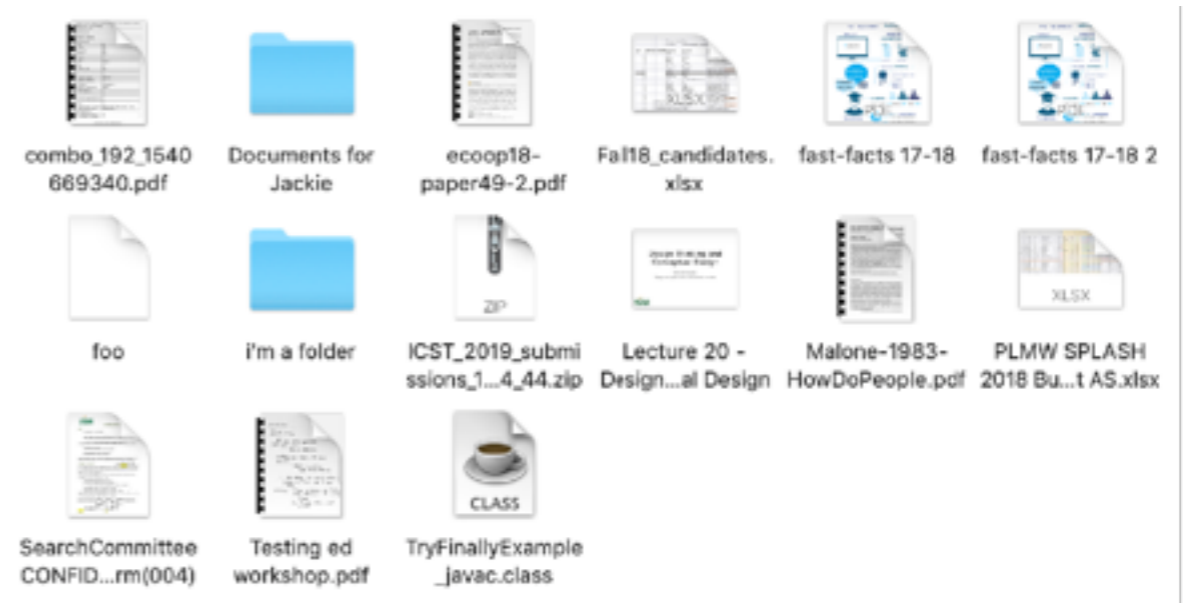 combo_192_1540
669340.pdf
Documents for
Jackie
ecoop18-
paper49-2.pdf
XLSX
Fall18_candidates.
xlsx
fast-facts 17-18
fast-facts 17-18 2
foo
i'm a folder
ZIP
ICST_2019_submi
ssions_1...4_44.zip
Lecture 20 -
Design...al Design
Malone-1983-
HowDoPeople.pdf
XLSX
PLMW SPLASH
2018 Bu...t AS.xlsx
SearchCommittee
CONFID...rm(004)
Testing ed
workshop.pdf
CLASS
TryFinallyExample
_javac.class